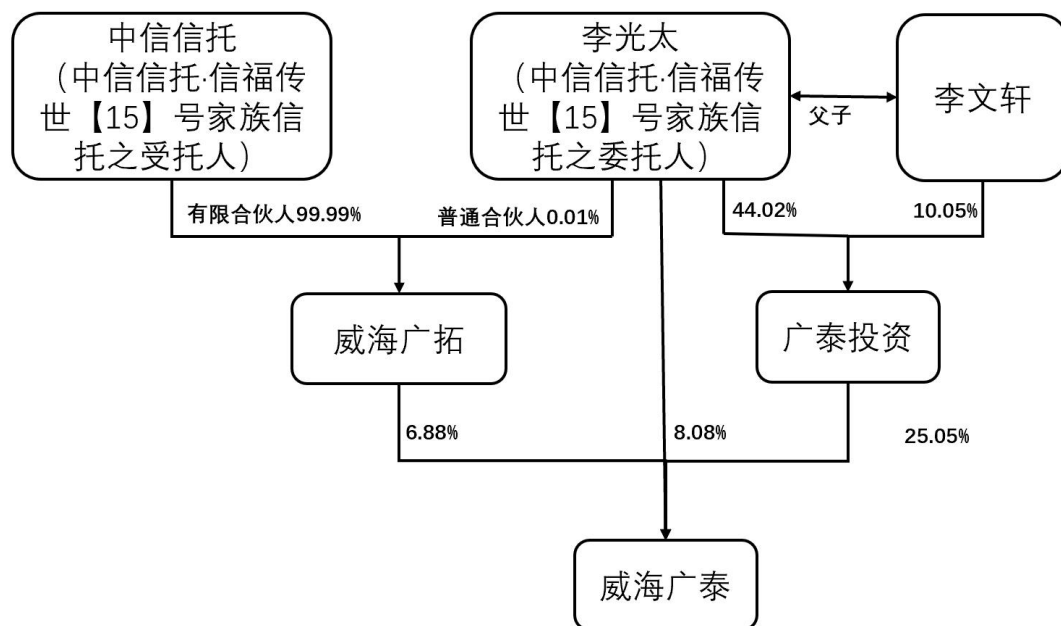 中信信托
（中信信托·信福传
世【15】号家族信
托之受托人）
李光太
（中信信托·信福传
世【15】号家族信
托之委托人）
父子
李文轩
有限合伙人99.99%
普通合伙人0.01%
44.02%
10.05%
威海广拓
广泰投资
6.88%
8.08%
25.05%
威海广泰